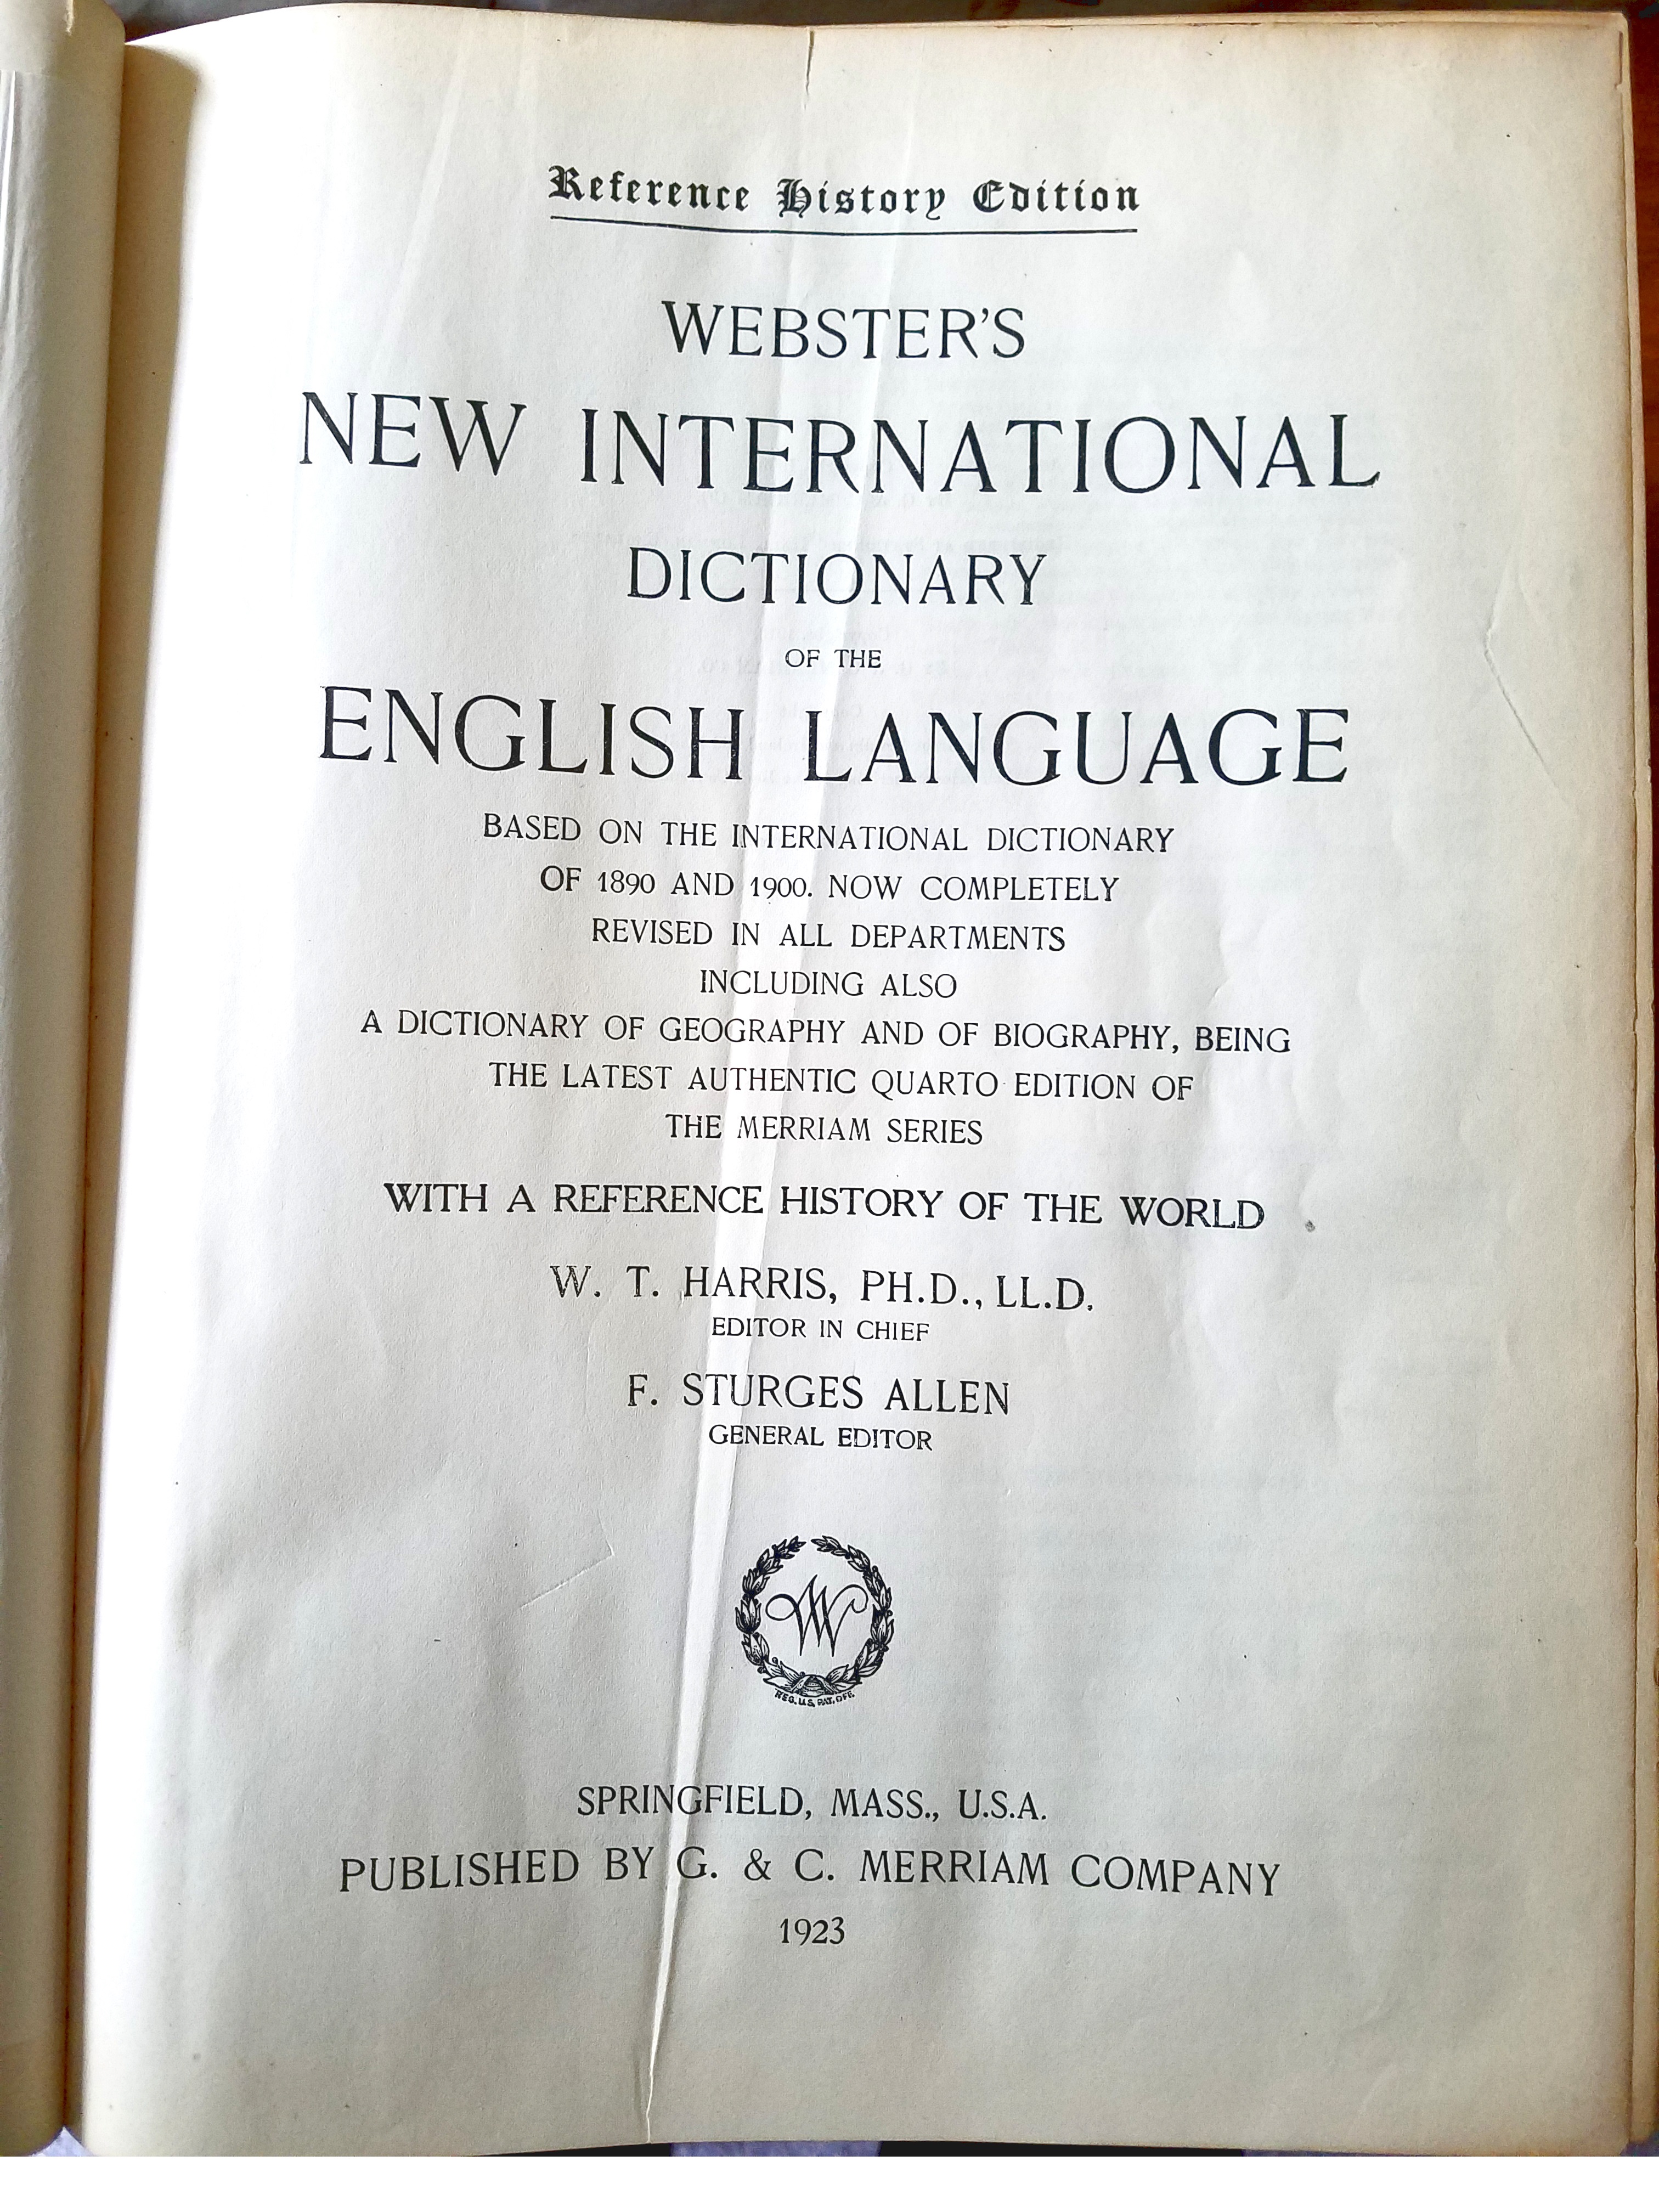 Reference History Edition
WEBSTER'S
NEW INTERNATIONAL
DICTIONARY
OF THE
ENGLISH LANGUAGE
BASED ON THE INTERNATIONAL DICTIONARY
OF 1890 AND 1900. NOW COMPLETELY
REVISED IN ALL DEPARTMENTS
INCLUDING ALSO
A DICTIONARY OF GEOGRAPHY AND OF BIOGRAPHY, BEING
THE LATEST AUTHENTIC QUARTO EDITION OF
THE MERRIAM SERIES
WITH A REFERENCE HISTORY OF THE WORLD
W. T. HARRIS, PH.D., LL.D.
EDITOR IN CHIEF
F. STURGES ALLEN
GENERAL EDITOR
W
REG. U.S. PAT. OFF.
SPRINGFIELD, MASS., U.S.A.
PUBLISHED BY G. & C. MERRIAM COMPANY
1923